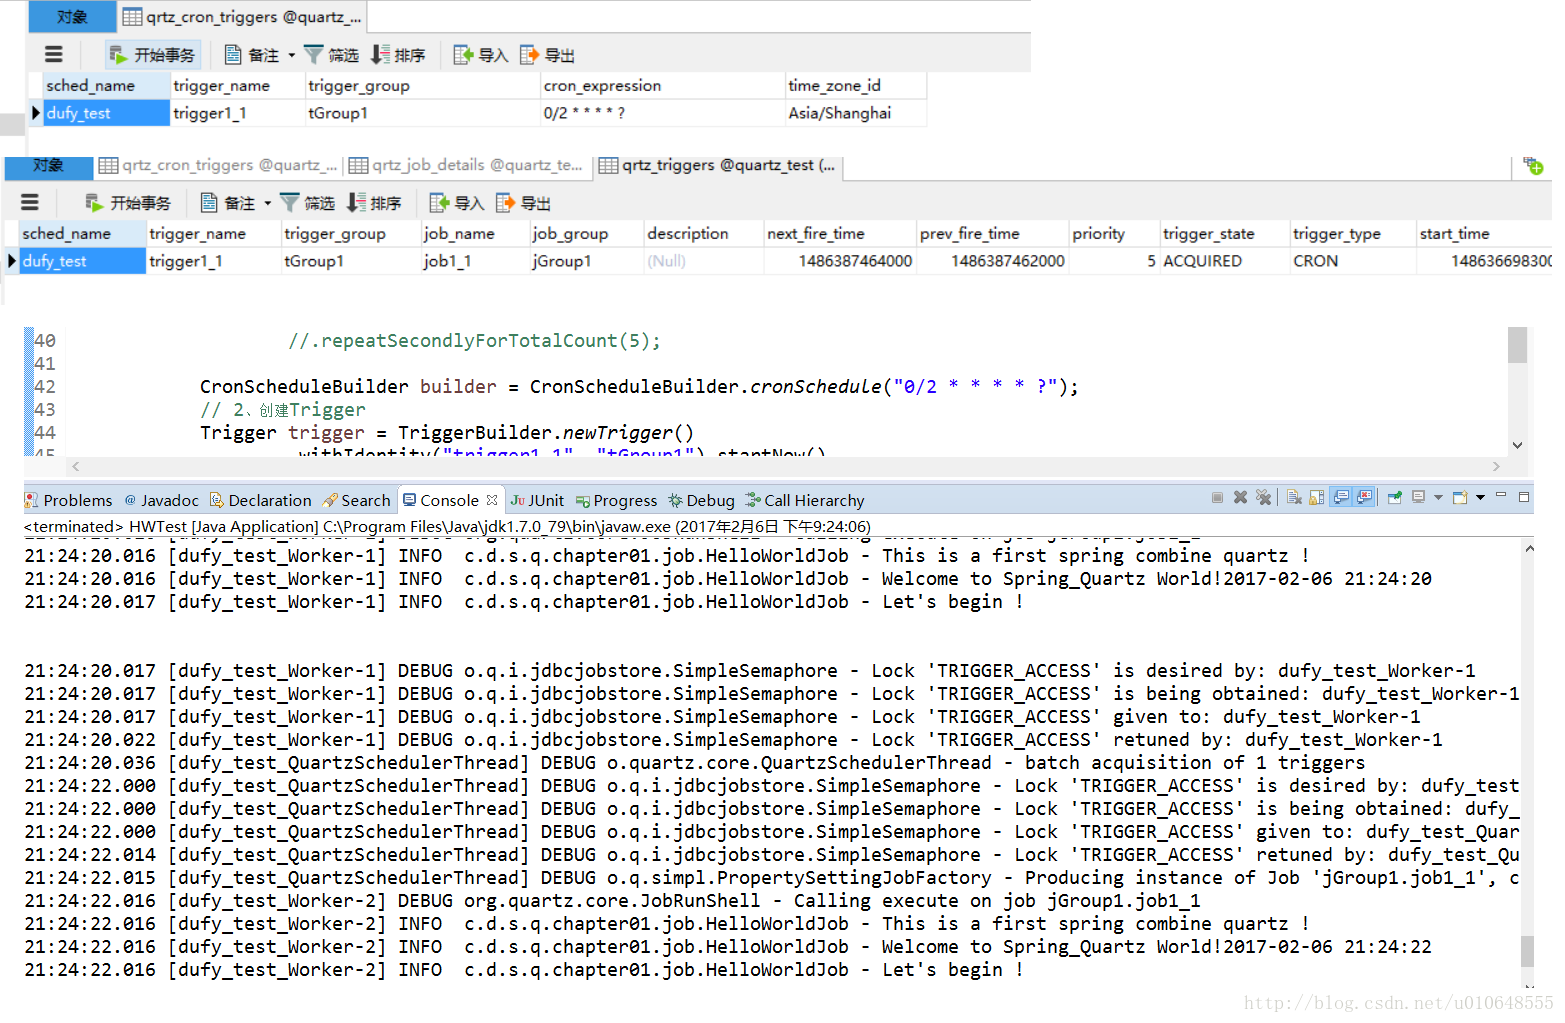 对象 qrtz_cron_triggers @quartz_...
开始事务 备注 筛选 排序 导入 导出
sched_name trigger_name trigger_group cron_expression time_zone_id
dufy_test trigger1_1 tGroup1 0/2 * * * * ? Asia/Shanghai
对象 qrtz_cron_triggers @quartz_... qrtz_job_details @quartz_te... qrtz_triggers @quartz_test (...
开始事务 备注 筛选 排序 导入 导出
sched_name trigger_name trigger_group job_name job_group description next_fire_time prev_fire_time priority trigger_state trigger_type start_time
dufy_test trigger1_1 tGroup1 job1_1 jGroup1 (Null) 1486387464000 1486387462000 5 ACQUIRED CRON 148636698300
40 //.repeatSecondlyForTotalCount(5);
41
42 CronScheduleBuilder builder = CronScheduleBuilder.cronSchedule("0/2 * * * * ?");
43 // 2、创建Trigger
44 Trigger trigger = TriggerBuilder.newTrigger()
45 .withIdentity("trigger1_1", "tGroup1").startNow()
Problems @ Javadoc Declaration Search Console JUnit Progress Debug Call Hierarchy
<terminated> HWTest [Java Application] C:\Program Files\Java\jdk1.7.0_79\bin\javaw.exe (2017年2月6日 下午9:24:06)
21:24:20.016 [dufy_test_Worker-1] INFO c.d.s.q.chapter01.job.HelloWorldJob - This is a first spring combine quartz !
21:24:20.016 [dufy_test_Worker-1] INFO c.d.s.q.chapter01.job.HelloWorldJob - Welcome to Spring_Quartz World!2017-02-06 21:24:20
21:24:20.017 [dufy_test_Worker-1] INFO c.d.s.q.chapter01.job.HelloWorldJob - Let's begin !
21:24:20.017 [dufy_test_Worker-1] DEBUG o.q.i.jdbcjobstore.SimpleSemaphore - Lock 'TRIGGER_ACCESS' is desired by: dufy_test_Worker-1
21:24:20.017 [dufy_test_Worker-1] DEBUG o.q.i.jdbcjobstore.SimpleSemaphore - Lock 'TRIGGER_ACCESS' is being obtained: dufy_test_Worker-1
21:24:20.017 [dufy_test_Worker-1] DEBUG o.q.i.jdbcjobstore.SimpleSemaphore - Lock 'TRIGGER_ACCESS' given to: dufy_test_Worker-1
21:24:20.022 [dufy_test_Worker-1] DEBUG o.q.i.jdbcjobstore.SimpleSemaphore - Lock 'TRIGGER_ACCESS' retuned by: dufy_test_Worker-1
21:24:20.036 [dufy_test_QuartzSchedulerThread] DEBUG o.quartz.core.QuartzSchedulerThread - batch acquisition of 1 triggers
21:24:22.000 [dufy_test_QuartzSchedulerThread] DEBUG o.q.i.jdbcjobstore.SimpleSemaphore - Lock 'TRIGGER_ACCESS' is desired by: dufy_test
21:24:22.000 [dufy_test_QuartzSchedulerThread] DEBUG o.q.i.jdbcjobstore.SimpleSemaphore - Lock 'TRIGGER_ACCESS' is being obtained: dufy_
21:24:22.000 [dufy_test_QuartzSchedulerThread] DEBUG o.q.i.jdbcjobstore.SimpleSemaphore - Lock 'TRIGGER_ACCESS' given to: dufy_test_Quar
21:24:22.014 [dufy_test_QuartzSchedulerThread] DEBUG o.q.i.jdbcjobstore.SimpleSemaphore - Lock 'TRIGGER_ACCESS' retuned by: dufy_test_Qu
21:24:22.015 [dufy_test_QuartzSchedulerThread] DEBUG o.q.simpl.PropertySettingJobFactory - Producing instance of Job 'jGroup1.job1_1', c
21:24:22.016 [dufy_test_Worker-2] DEBUG org.quartz.core.JobRunShell - Calling execute on job jGroup1.job1_1
21:24:22.016 [dufy_test_Worker-2] INFO c.d.s.q.chapter01.job.HelloWorldJob - This is a first spring combine quartz !
21:24:22.016 [dufy_test_Worker-2] INFO c.d.s.q.chapter01.job.HelloWorldJob - Welcome to Spring_Quartz World!2017-02-06 21:24:22
21:24:22.016 [dufy_test_Worker-2] INFO c.d.s.q.chapter01.job.HelloWorldJob - Let's begin !
http://blog.csdn.net/u010648555